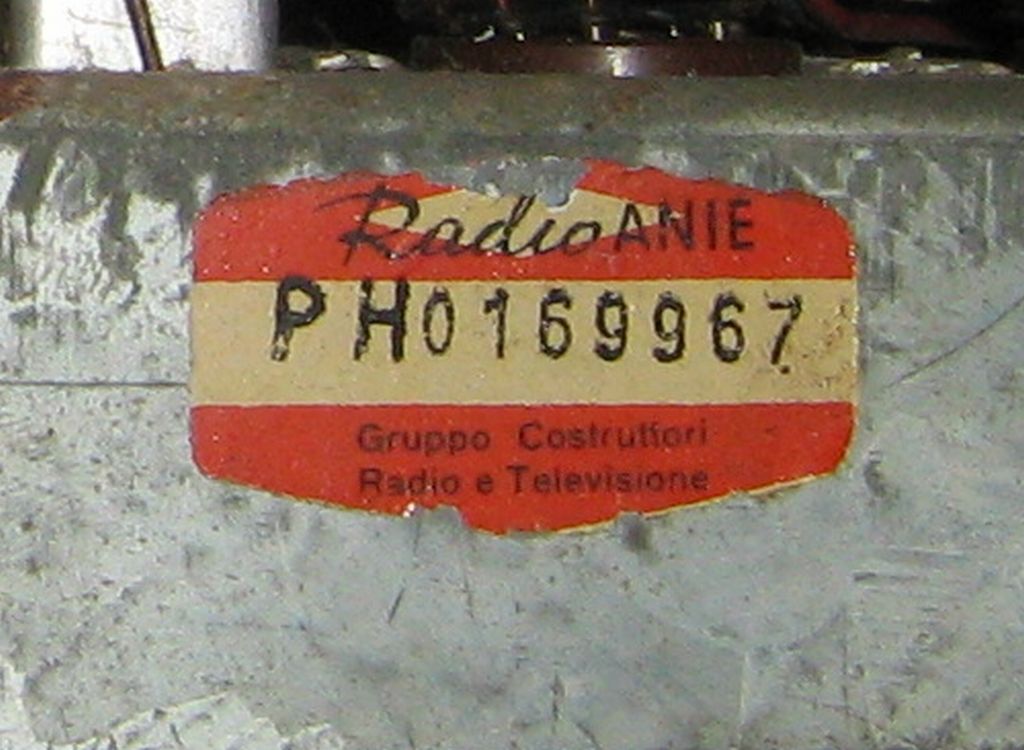 Radio ANIE
PH0169967
Gruppo Costruttori
Radio e Televisione